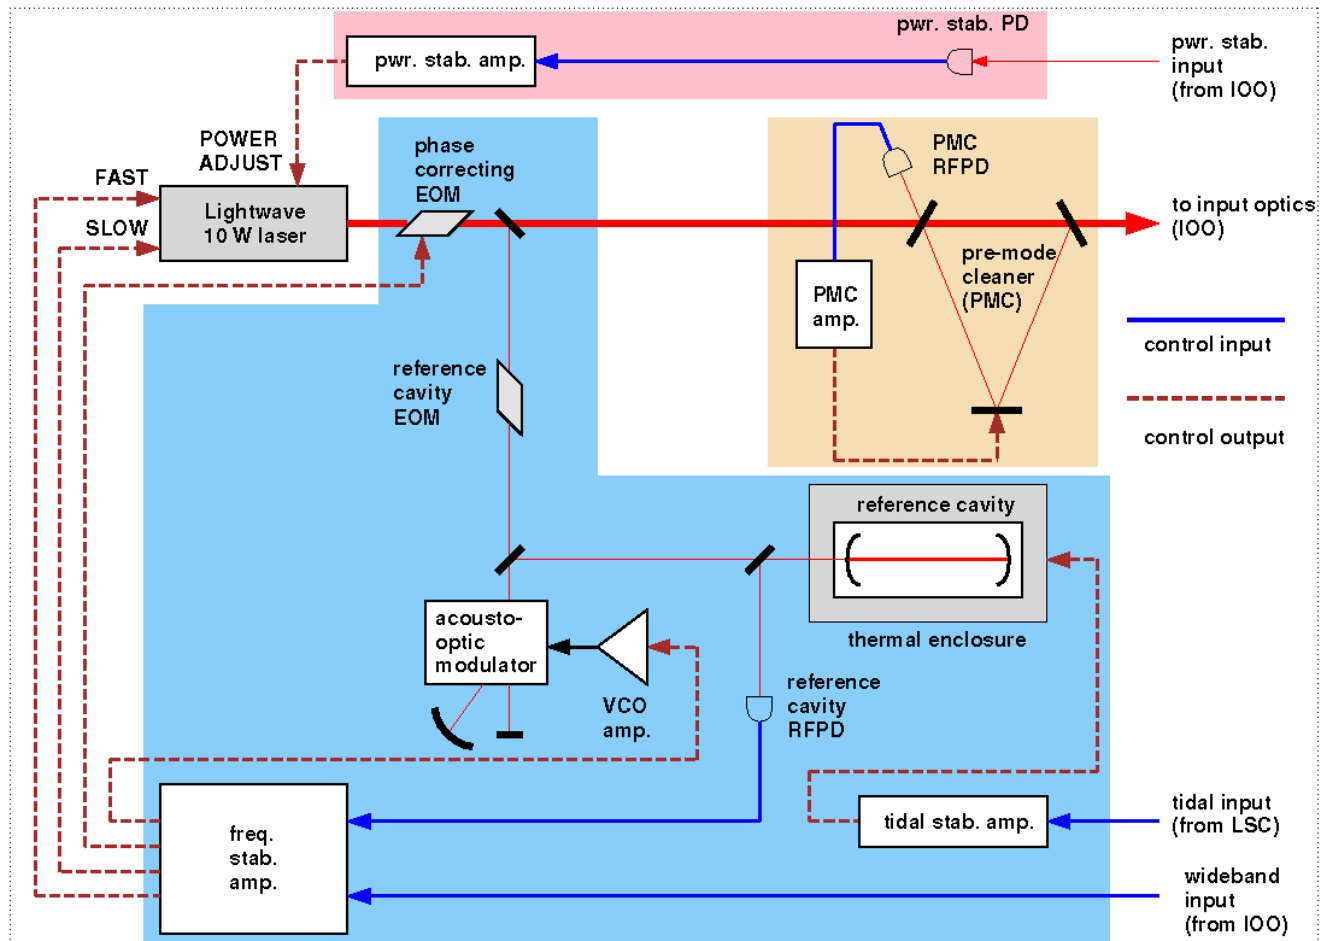 pwr. stab. PD
pwr. stab. amp.
pwr. stab.
input
(from IOO)
POWER
ADJUST
phase
correcting
EOM
PMC
RFPD
FAST
SLOW
Lightwave
10 W laser
to input optics
(IOO)
pre-mode
cleaner
(PMC)
PMC
amp.
control input
control output
reference
cavity
EOM
reference cavity
thermal enclosure
acousto-
optic
modulator
VCO
amp.
reference
cavity
RFPD
freq.
stab.
amp.
tidal stab. amp.
tidal input
(from LSC)
wideband
input
(from IOO)